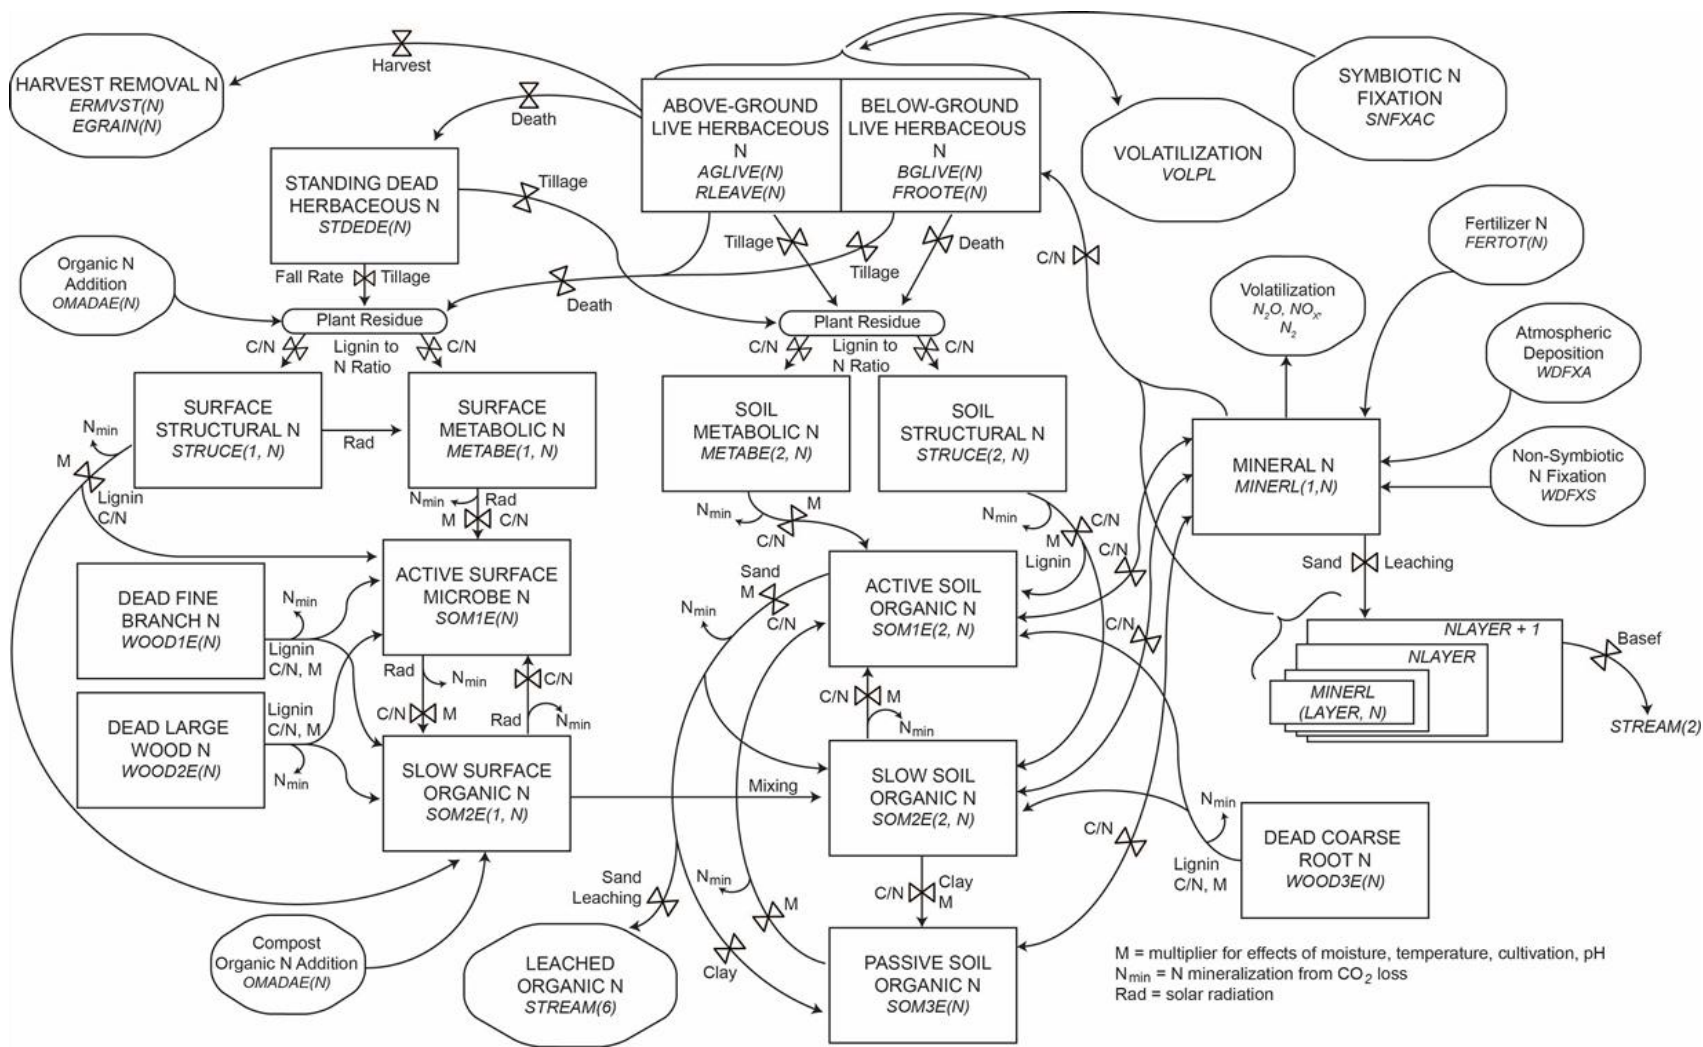 HARVEST REMOVAL N
ERMVST(N)
EGRAIN(N)
Harvest
Death
ABOVE-GROUND
LIVE HERBACEOUS
N
AGLIVE(N)
RLEAVE(N)
BELOW-GROUND
LIVE HERBACEOUS
N
BGLIVE(N)
FROOTE(N)
VOLATILIZATION
VOLPL
SYMBIOTIC N
FIXATION
SNFXAC
STANDING DEAD
HERBACEOUS N
STDEDE(N)
Tillage
Tillage
Tillage
Death
Death
C/N
Fertilizer N
FERTOT(N)
Organic N
Addition
OMADAE(N)
Fall Rate
Tillage
Volatilization
N2O, NOx,
N2
Atmospheric
Deposition
WDFXA
Plant Residue
C/N
Lignin to
N Ratio
C/N
Plant Residue
C/N
Lignin to
N Ratio
C/N
SURFACE
STRUCTURAL N
STRUCE(1, N)
Rad
SURFACE
METABOLIC N
METABE(1, N)
SOIL
METABOLIC N
METABE(2, N)
SOIL
STRUCTURAL N
STRUCE(2, N)
MINERAL N
MINERL(1,N)
Non-Symbiotic
N Fixation
WDFXS
Nmin
M
Lignin
C/N
Nmin
Rad
M
C/N
Nmin
M
C/N
Nmin
C/N
M
Lignin
C/N
Sand
Leaching
DEAD FINE
BRANCH N
WOOD1E(N)
Nmin
Lignin
C/N, M
ACTIVE SURFACE
MICROBE N
SOM1E(N)
Sand
M
C/N
Nmin
ACTIVE SOIL
ORGANIC N
SOM1E(2, N)
C/N
NLAYER + 1
NLAYER
MINERL
(LAYER, N)
Basef
STREAM(2)
DEAD LARGE
WOOD N
WOOD2E(N)
Lignin
C/N, M
Nmin
Rad
Nmin
C/N
M
C/N
Rad
Nmin
C/N
M
Nmin
SLOW SURFACE
ORGANIC N
SOM2E(1, N)
Mixing
SLOW SOIL
ORGANIC N
SOM2E(2, N)
C/N
Nmin
Lignin
C/N, M
DEAD COARSE
ROOT N
WOOD3E(N)
Sand
Leaching
Nmin
M
C/N
Clay
M
Compost
Organic N Addition
OMADAE(N)
LEACHED
ORGANIC N
STREAM(6)
Clay
PASSIVE SOIL
ORGANIC N
SOM3E(N)
M = multiplier for effects of moisture, temperature, cultivation, pH
Nmin = N mineralization from CO2 loss
Rad = solar radiation